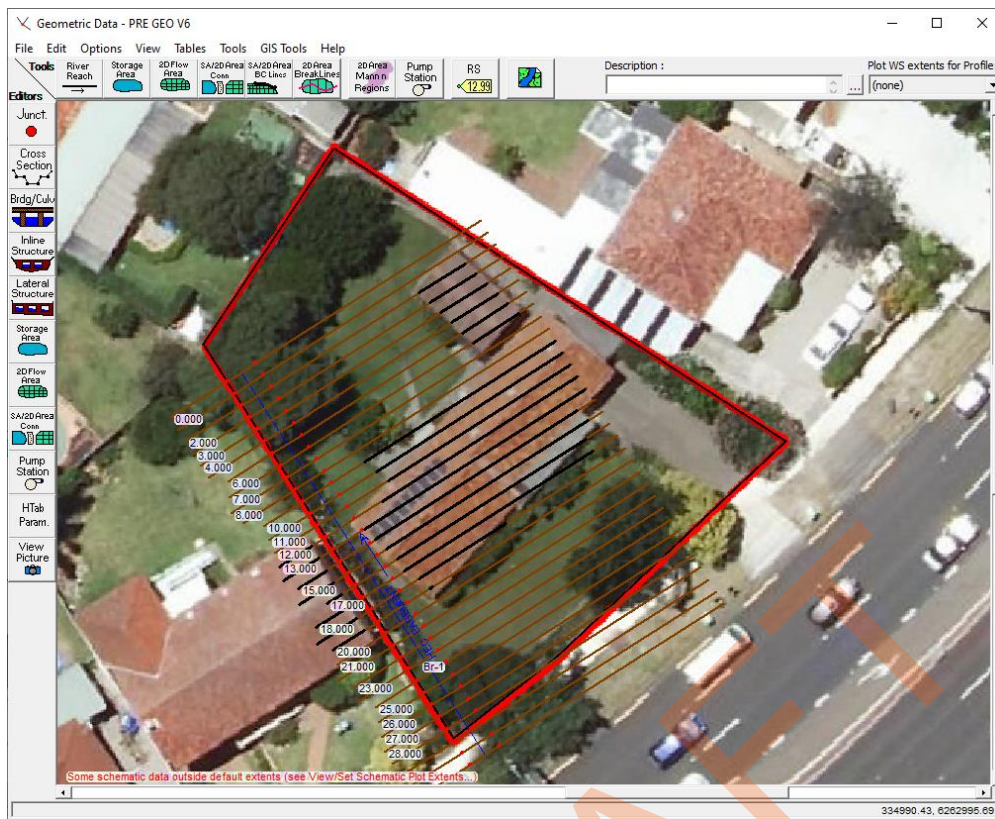 Geometric Data - PRE GEO V6
File Edit Options View Tables Tools GIS Tools Help
Tools
River Reach
Storage Area
2D Flow Area
SA/2D Area Conn
SA/2D Area BC Lines
2D Area BreakLines
2D Area Mann n Regions
Pump Station
RS
12.99
Description :
...
Plot WS extents for Profile:
(none)
Editors
Junct.
Cross Section
Brdg/Culv
Inline Structure
Lateral Structure
Storage Area
2D Flow Area
SA/2D Area Conn
Pump Station
HTab Param.
View Picture
0.000
2.000
3.000
4.000
6.000
7.000
8.000
10.000
11.000
12.000
13.000
15.000
17.000
18.000
20.000
21.000
Br-1
23.000
25.000
26.000
27.000
28.000
Some schematic data outside default extents (see View/Set Schematic Plot Extents...)
334990.43, 6262995.69